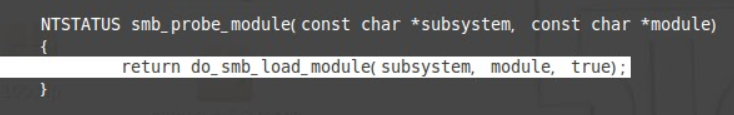 NTSTATUS smb_probe_module(const char *subsystem, const char *module)
{
return do_smb_load_module(subsystem, module, true);
}